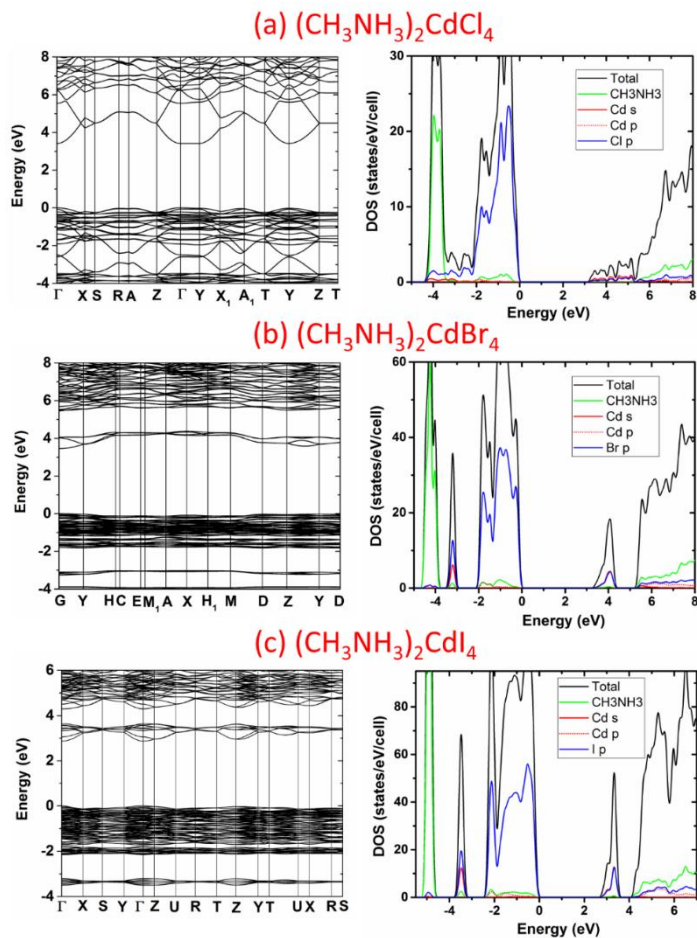 (a) (CH₃NH₃)₂CdCl₄
Energy (eV)
8
6
4
2
0
-2
-4
Γ X S R A Z Γ Y X₁ A₁ T Y Z T
DOS (states/eV/cell)
30
20
10
0
Total
CH3NH3
Cd s
Cd p
Cl p
-4 -2 0 2 4 6 8
Energy (eV)
(b) (CH₃NH₃)₂CdBr₄
Energy (eV)
8
6
4
2
0
-2
-4
G Y H C E M₁ A X H₁ M D Z Y D
DOS (states/eV/cell)
60
40
20
0
Total
CH3NH3
Cd s
Cd p
Br p
-4 -2 0 2 4 6 8
Energy (eV)
(c) (CH₃NH₃)₂CdI₄
Energy (eV)
6
4
2
0
-2
-4
Γ X S Y Γ Z U R T Z Y T U X R S
DOS (states/eV/cell)
80
60
40
20
0
Total
CH3NH3
Cd s
Cd p
I p
-4 -2 0 2 4 6
Energy (eV)